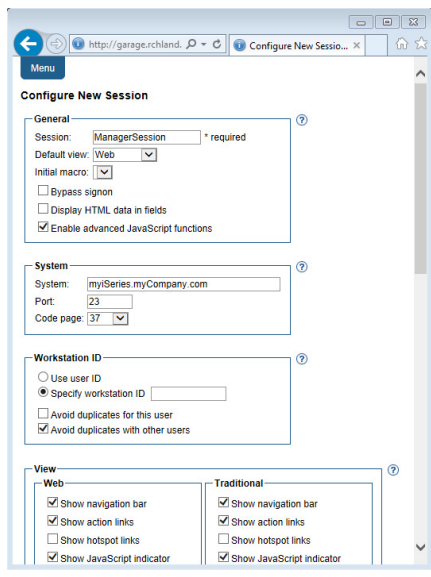 http://garage.rchland.
Configure New Sessio...
Menu
Configure New Session
General
Session: ManagerSession * required
Default view: Web
Initial macro:
Bypass signon
Display HTML data in fields
Enable advanced JavaScript functions
System
System: myiSeries.myCompany.com
Port: 23
Code page: 37
Workstation ID
Use user ID
Specify workstation ID
Avoid duplicates for this user
Avoid duplicates with other users
View
Web Traditional
Show navigation bar Show navigation bar
Show action links Show action links
Show hotspot links Show hotspot links
Show JavaScript indicator Show JavaScript indicator